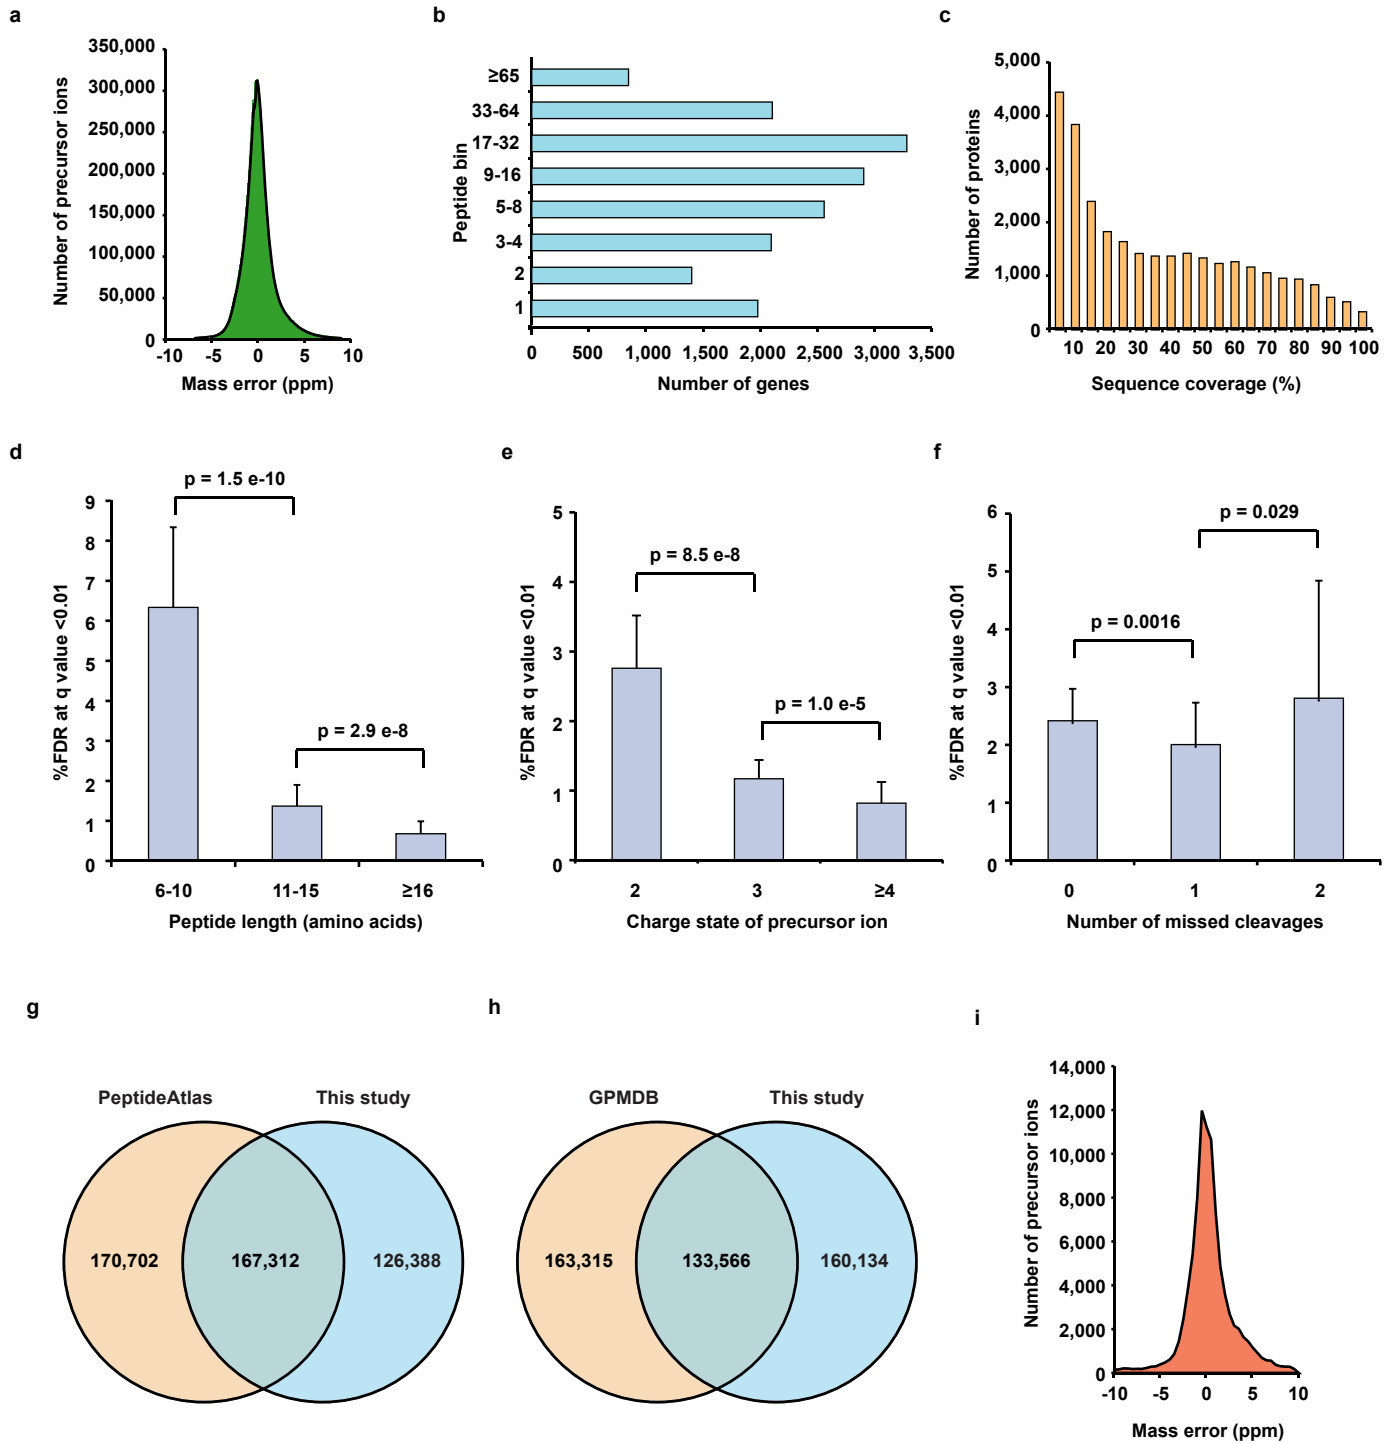 a
350,000
300,000
250,000
200,000
150,000
100,000
50,000
0
Number of precursor ions
-10 -5 0 5 10
Mass error (ppm)
b
Peptide bin
≥65
33-64
17-32
9-16
5-8
3-4
2
1
0 500 1,000 1,500 2,000 2,500 3,000 3,500
Number of genes
c
5,000
4,000
3,000
2,000
1,000
0
Number of proteins
10 20 30 40 50 60 70 80 90 100
Sequence coverage (%)
d
%FDR at q value <0.01
9
8
7
6
5
4
3
2
1
0
p = 1.5 e-10
p = 2.9 e-8
6-10 11-15 ≥16
Peptide length (amino acids)
e
%FDR at q value <0.01
5
4
3
2
1
0
p = 8.5 e-8
p = 1.0 e-5
2 3 ≥4
Charge state of precursor ion
f
%FDR at q value <0.01
6
5
4
3
2
1
0
p = 0.029
p = 0.0016
0 1 2
Number of missed cleavages
g
PeptideAtlas This study
170,702 167,312 126,388
h
GPMDB This study
163,315 133,566 160,134
i
14,000
12,000
10,000
8,000
6,000
4,000
2,000
0
Number of precursor ions
-10 -5 0 5 10
Mass error (ppm)